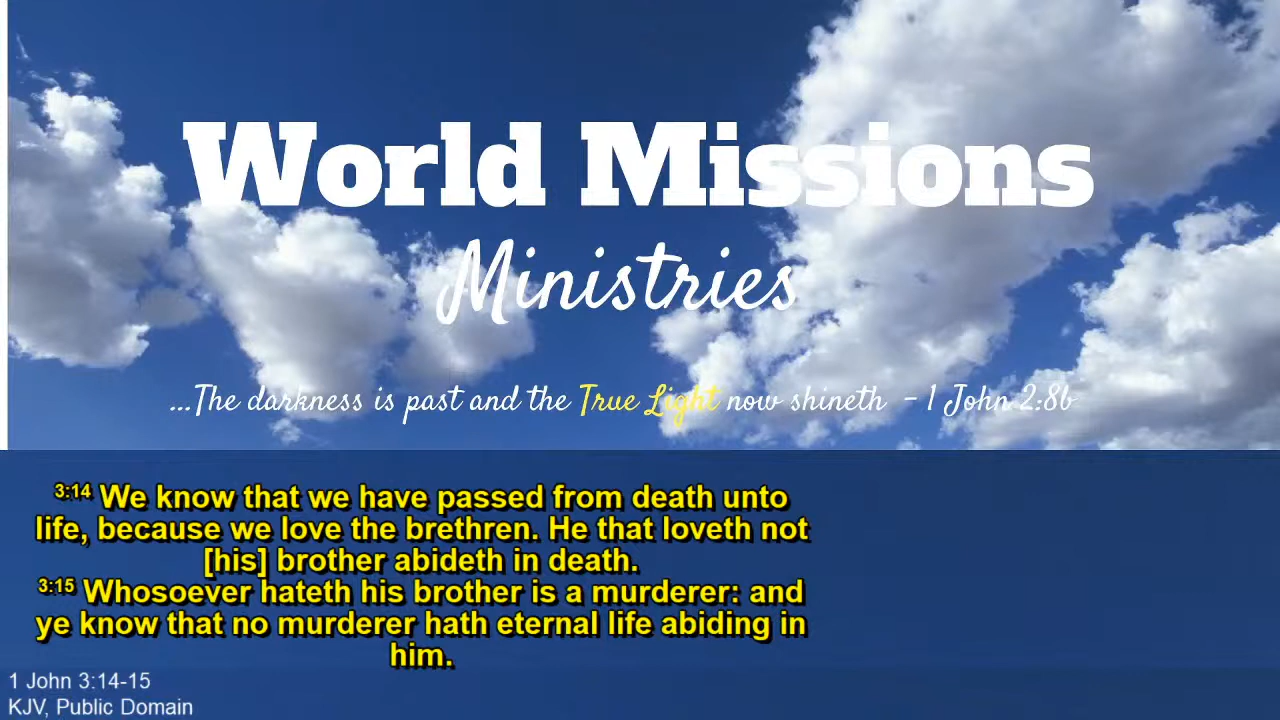 World Missions
Ministries
...The darkness is past and the True Light now shineth - 1 John 2:8b
3:14 We know that we have passed from death unto
life, because we love the brethren. He that loveth not
[his] brother abideth in death.
3:15 Whosoever hateth his brother is a murderer: and
ye know that no murderer hath eternal life abiding in
him.
1 John 3:14-15
KJV, Public Domain